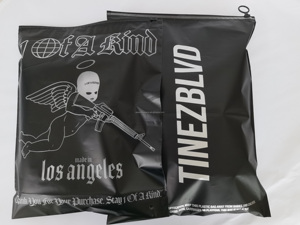 1 Of A Kind
made in
los angeles
Thank You For Your Purchase. Stay 1 Of A Kind.
TINEZBLVD